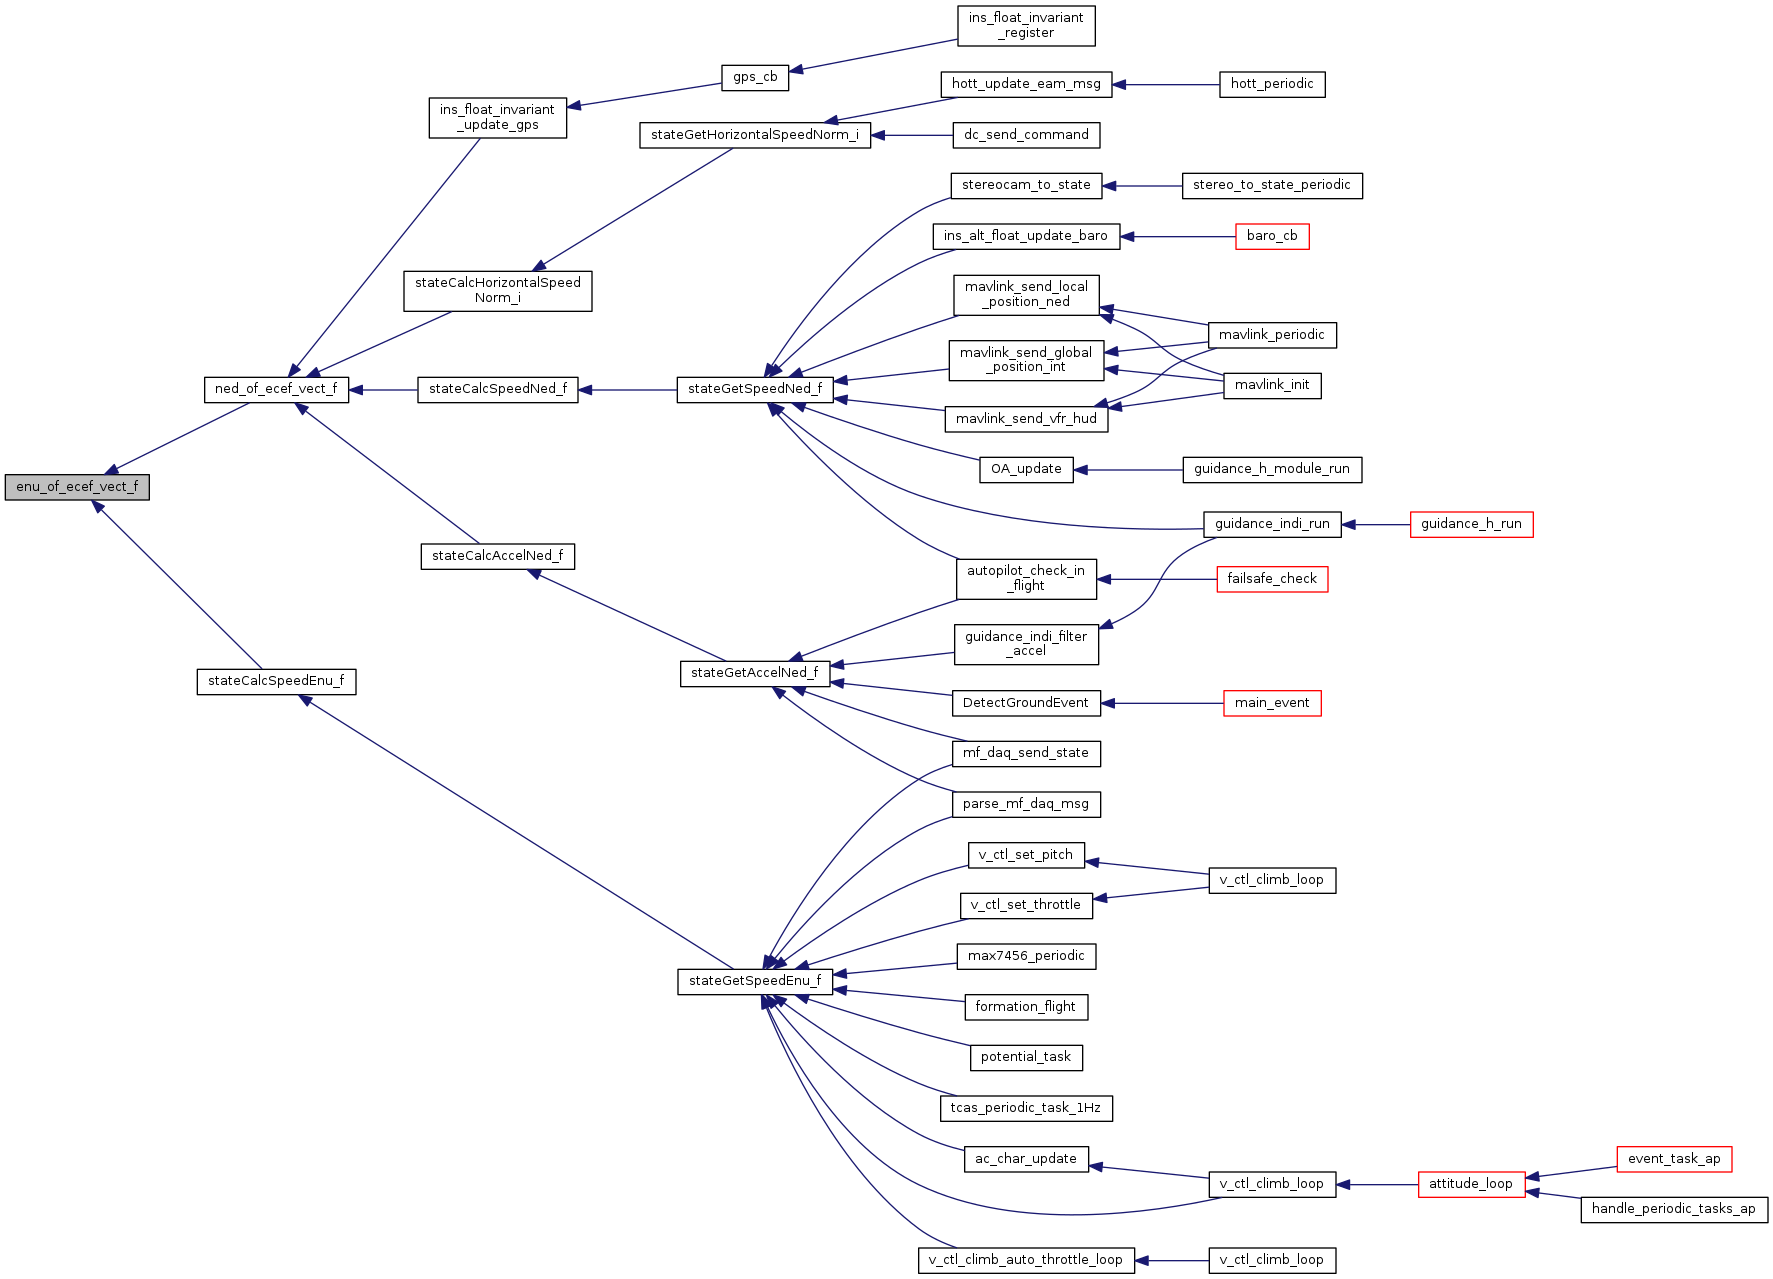 ins_float_invariant
_register
gps_cb
hott_update_eam_msg
hott_periodic
ins_float_invariant
_update_gps
stateGetHorizontalSpeedNorm_i
dc_send_command
stereocam_to_state
stereo_to_state_periodic
ins_alt_float_update_baro
baro_cb
stateCalcHorizontalSpeed
Norm_i
mavlink_send_local
_position_ned
mavlink_periodic
mavlink_send_global
_position_int
ned_of_ecef_vect_f
stateCalcSpeedNed_f
stateGetSpeedNed_f
mavlink_init
mavlink_send_vfr_hud
OA_update
guidance_h_module_run
enu_of_ecef_vect_f
guidance_indi_run
guidance_h_run
stateCalcAccelNed_f
autopilot_check_in
_flight
failsafe_check
guidance_indi_filter
_accel
stateCalcSpeedEnu_f
stateGetAccelNed_f
DetectGroundEvent
main_event
mf_daq_send_state
parse_mf_daq_msg
v_ctl_set_pitch
v_ctl_climb_loop
v_ctl_set_throttle
max7456_periodic
stateGetSpeedEnu_f
formation_flight
potential_task
tcas_periodic_task_1Hz
ac_char_update
event_task_ap
v_ctl_climb_loop
attitude_loop
handle_periodic_tasks_ap
v_ctl_climb_auto_throttle_loop
v_ctl_climb_loop